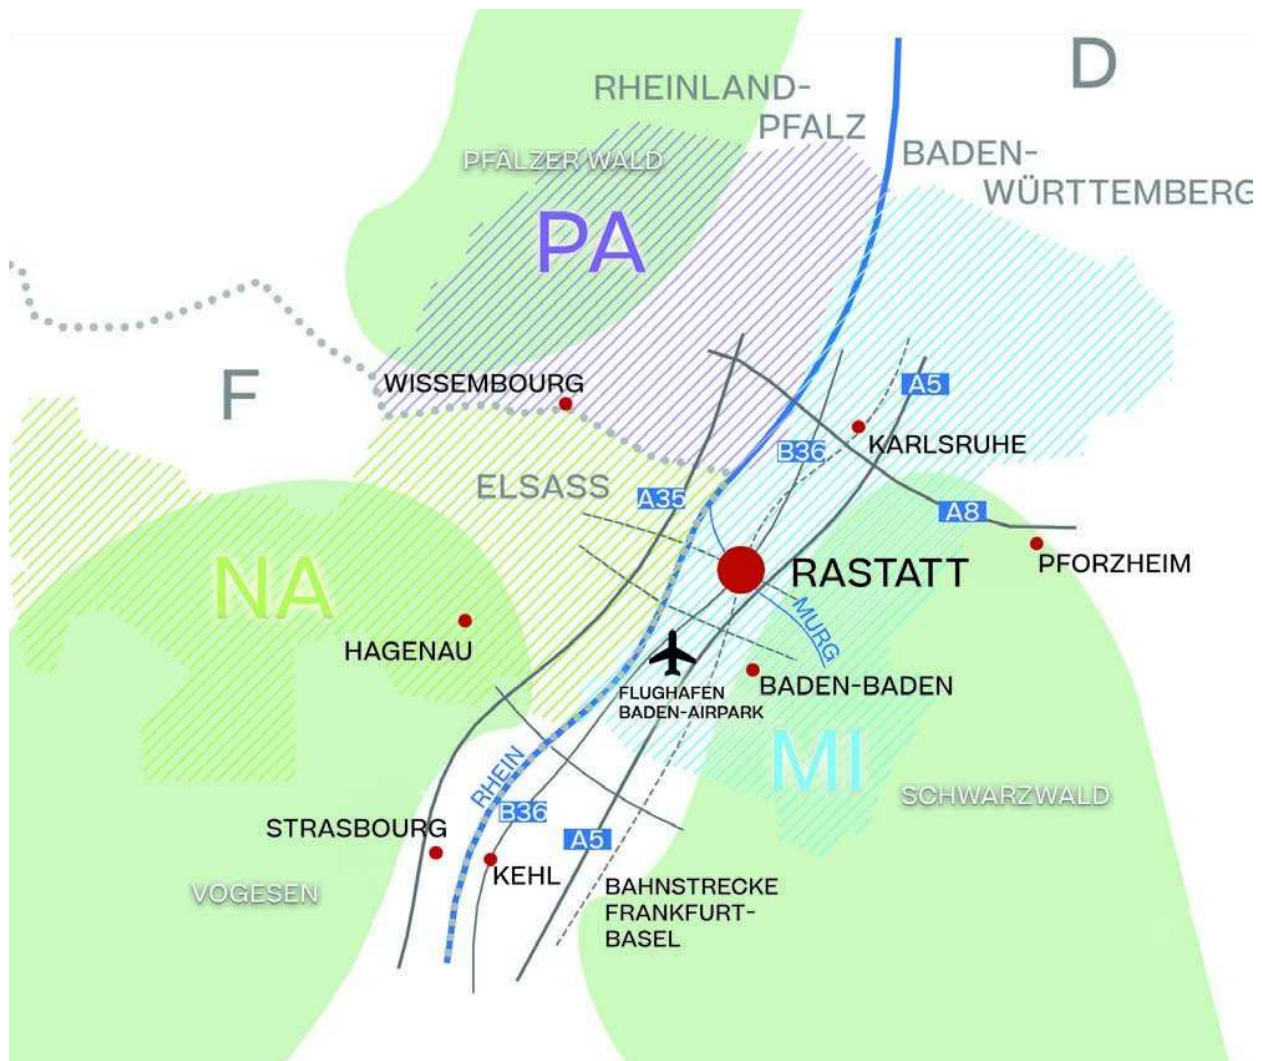 D
RHEINLAND-
PFALZ
BADEN-
WÜRTTEMBERG
PFÄLZER WALD
PA
F
WISSEMBOURG
A5
B36
KARLSRUHE
ELSASS
A35
A8
NA
RASTATT
PFORZHEIM
MURG
HAGENAU
FLUGHAFEN
BADEN-AIRPARK
BADEN-BADEN
MI
RHEIN
SCHWARZWALD
B36
STRASBOURG
A5
KEHL
VOGESEN
BAHNSTRECKE
FRANKFURT-
BASEL